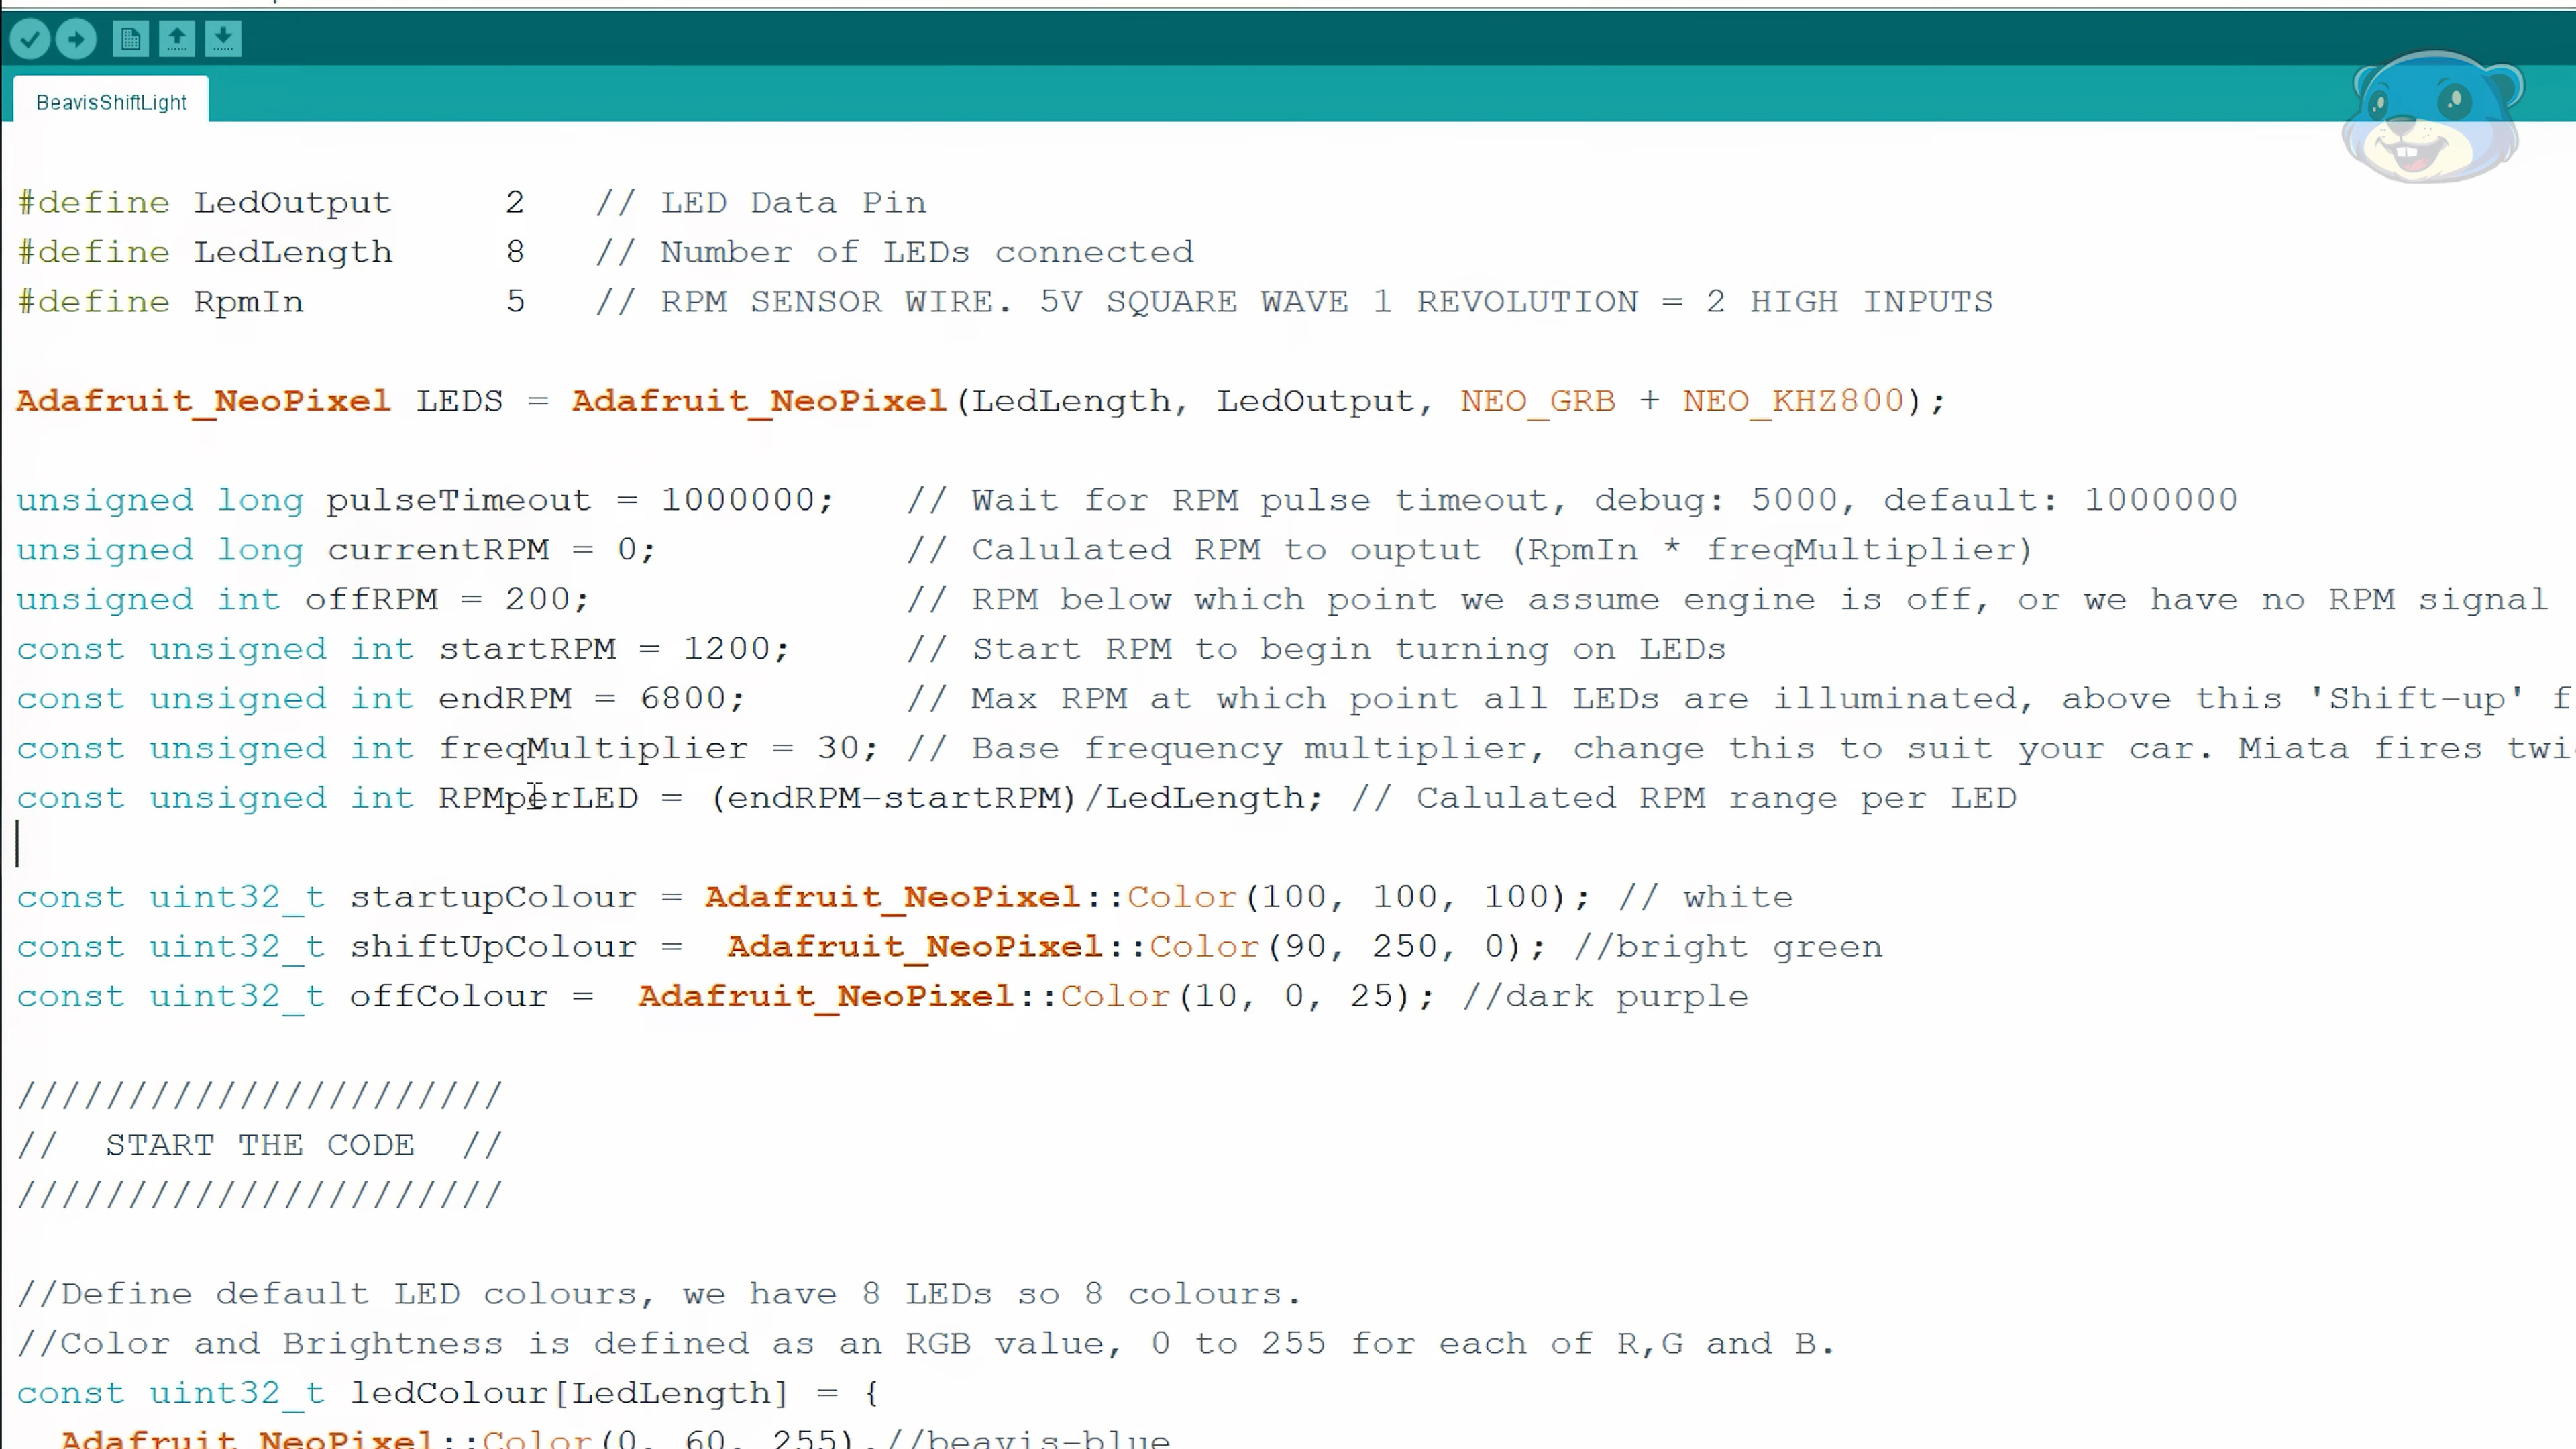 BeavisShiftLight
#define LedOutput 2 // LED Data Pin
#define LedLength 8 // Number of LEDs connected
#define RpmIn 5 // RPM SENSOR WIRE. 5V SQUARE WAVE 1 REVOLUTION = 2 HIGH INPUTS
Adafruit_NeoPixel LEDS = Adafruit_NeoPixel(LedLength, LedOutput, NEO_GRB + NEO_KHZ800);
unsigned long pulseTimeout = 1000000; // Wait for RPM pulse timeout, debug: 5000, default: 1000000
unsigned long currentRPM = 0; // Calulated RPM to ouptut (RpmIn * freqMultiplier)
unsigned int offRPM = 200; // RPM below which point we assume engine is off, or we have no RPM signal
const unsigned int startRPM = 1200; // Start RPM to begin turning on LEDs
const unsigned int endRPM = 6800; // Max RPM at which point all LEDs are illuminated, above this 'Shift-up' f
const unsigned int freqMultiplier = 30; // Base frequency multiplier, change this to suit your car. Miata fires twi
const unsigned int RPMperLED = (endRPM-startRPM)/LedLength; // Calulated RPM range per LED
const uint32_t startupColour = Adafruit_NeoPixel::Color(100, 100, 100); // white
const uint32_t shiftUpColour = Adafruit_NeoPixel::Color(90, 250, 0); //bright green
const uint32_t offColour = Adafruit_NeoPixel::Color(10, 0, 25); //dark purple
//////////////////////
// START THE CODE //
//////////////////////
//Define default LED colours, we have 8 LEDs so 8 colours.
//Color and Brightness is defined as an RGB value, 0 to 255 for each of R,G and B.
const uint32_t ledColour[LedLength] = {
Adafruit_NeoPixel::Color(0, 60, 255),//beavis-blue